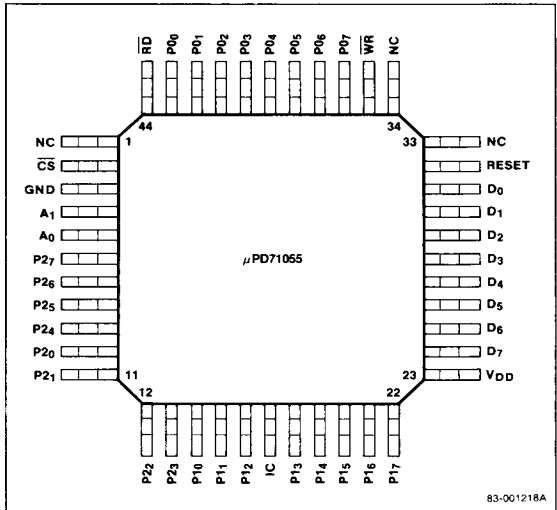 RD P0₀ P0₁ P0₂ P0₃ P0₄ P0₅ P0₆ P0₇ WR NC
44 34
1 33
NC NC
CS RESET
GND D₀
A₁ D₁
A₀ D₂
P2₇ μPD71055 D₃
P2₆ D₄
P2₅ D₅
P2₄ D₆
P2₀ D₇
P2₁ 11 23 V_DD
12 22
P2₂ P2₃ P1₀ P1₁ P1₂ IC P1₃ P1₄ P1₅ P1₆ P1₇
83-001218A